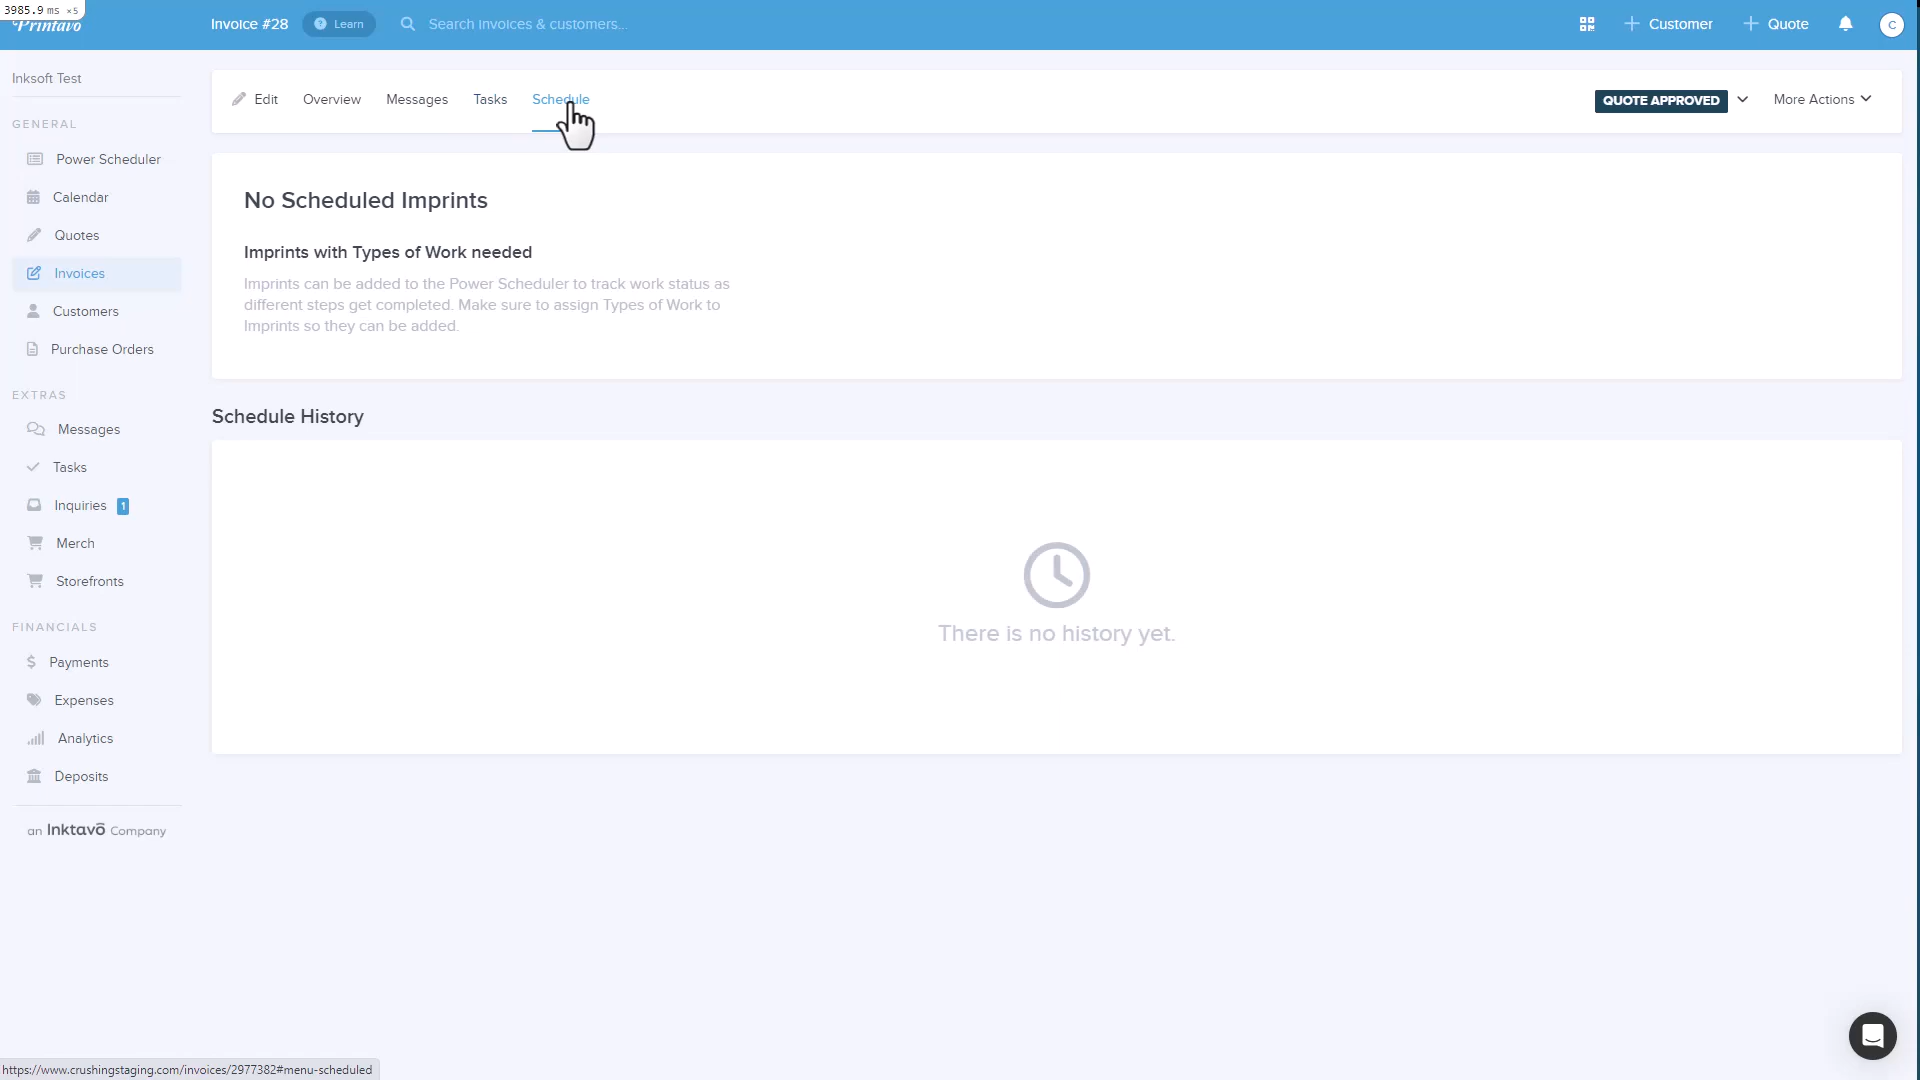 3985.9 ms ×5
Printavo
Invoice #28
Learn
Search invoices & customers...
Customer
Quote
C
Inksoft Test
Edit
Overview
Messages
Tasks
Schedule
QUOTE APPROVED
More Actions
GENERAL
Power Scheduler
Calendar
Quotes
Invoices
Customers
Purchase Orders
EXTRAS
Messages
Tasks
Inquiries 1
Merch
Storefronts
FINANCIALS
Payments
Expenses
Analytics
Deposits
an Inktavo Company
No Scheduled Imprints
Imprints with Types of Work needed
Imprints can be added to the Power Scheduler to track work status as
different steps get completed. Make sure to assign Types of Work to
Imprints so they can be added.
Schedule History
There is no history yet.
https://www.crushingstaging.com/invoices/2977382#menu-scheduled